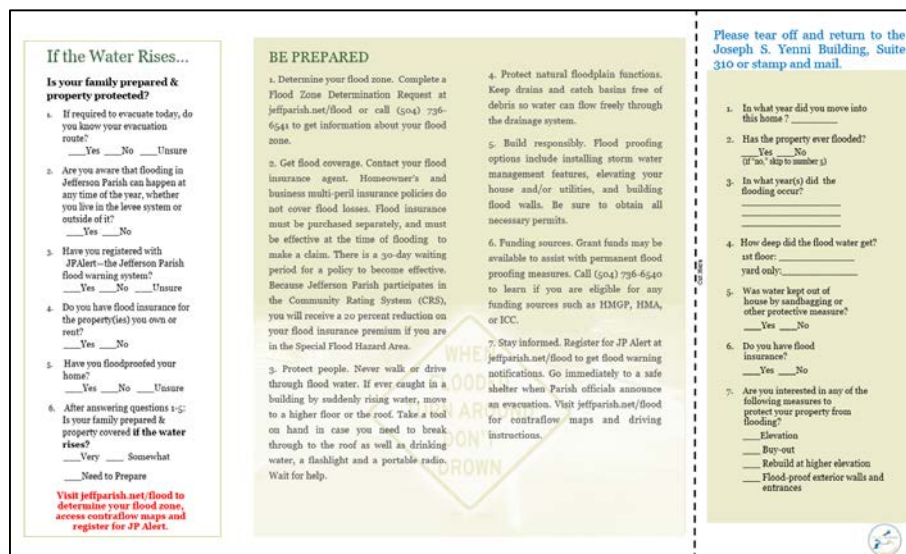 If the Water Rises...
Is your family prepared &
property protected?
1. If required to evacuate today, do
you know your evacuation
route?
___Yes ___No ___Unsure
2. Are you aware that flooding in
Jefferson Parish can happen at
any time of the year, whether
you live in the levee system or
outside of it?
___Yes ___No
3. Have you registered with
JPAlert—the Jefferson Parish
flood warning system?
___Yes ___No ___Unsure
4. Do you have flood insurance for
the property(ies) you own or
rent?
___Yes ___No
5. Have you floodproofed your
home?
___Yes ___No ___Unsure
6. After answering questions 1-5:
Is your family prepared &
property covered if the water
rises?
___Very ___ Somewhat
___Need to Prepare
Visit jeffparish.net/flood to
determine your flood zone,
access contraflow maps and
register for JP Alert.
BE PREPARED
1. Determine your flood zone. Complete a
Flood Zone Determination Request at
jeffparish.net/flood or call (504) 736-
6541 to get information about your flood
zone.
2. Get flood coverage. Contact your flood
insurance agent. Homeowner's and
business multi-peril insurance policies do
not cover flood losses. Flood insurance
must be purchased separately, and must
be effective at the time of flooding to
make a claim. There is a 30-day waiting
period for a policy to become effective.
Because Jefferson Parish participates in
the Community Rating System (CRS),
you will receive a 20 percent reduction on
your flood insurance premium if you are
in the Special Flood Hazard Area.
3. Protect people. Never walk or drive
through flood water. If ever caught in a
building by suddenly rising water, move
to a higher floor or the roof. Take a tool
on hand in case you need to break
through to the roof as well as drinking
water, a flashlight and a portable radio.
Wait for help.
4. Protect natural floodplain functions.
Keep drains and catch basins free of
debris so water can flow freely through
the drainage system.
5. Build responsibly. Flood proofing
options include installing storm water
management features, elevating your
house and/or utilities, and building
flood walls. Be sure to obtain all
necessary permits.
6. Funding sources. Grant funds may be
available to assist with permanent flood
proofing measures. Call (504) 736-6540
to learn if you are eligible for any
funding sources such as HMGP, HMA,
or ICC.
7. Stay informed. Register for JP Alert at
jeffparish.net/flood to get flood warning
notifications. Go immediately to a safe
shelter when Parish officials announce
an evacuation. Visit jeffparish.net/flood
for contraflow maps and driving
instructions.
WHEN
FLOODED
TURN AROUND
DON'T
DROWN
Please tear off and return to the
Joseph S. Yenni Building, Suite
310 or stamp and mail.
1. In what year did you move into
this home ? _________
2. Has the property ever flooded?
___Yes ___No
(if "no," skip to number 5)
3. In what year(s) did the
flooding occur?
____________________
____________________
____________________
4. How deep did the flood water get?
1st floor: _______________
yard only:_______________
5. Was water kept out of
house by sandbagging or
other protective measure?
___Yes ___No
6. Do you have flood
insurance?
___Yes ___No
7. Are you interested in any of the
following measures to
protect your property from
flooding?
___Elevation
___ Buy-out
___ Rebuild at higher elevation
___ Flood-proof exterior walls and
entrances